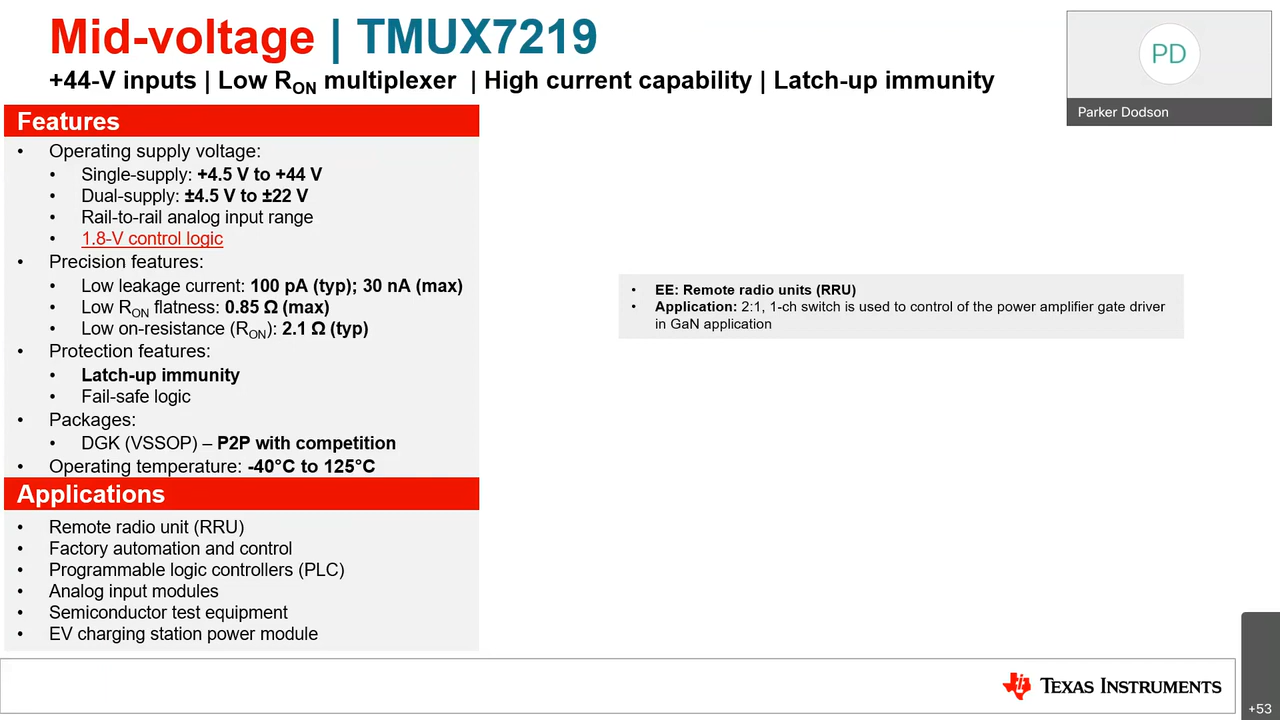 Mid-voltage | TMUX7219
+44-V inputs | Low RON multiplexer | High current capability | Latch-up immunity
PD
Parker Dodson
Features
• Operating supply voltage:
• Single-supply: +4.5 V to +44 V
• Dual-supply: ±4.5 V to ±22 V
• Rail-to-rail analog input range
• 1.8-V control logic
• Precision features:
• Low leakage current: 100 pA (typ); 30 nA (max)
• Low RON flatness: 0.85 Ω (max)
• Low on-resistance (RON): 2.1 Ω (typ)
• Protection features:
• Latch-up immunity
• Fail-safe logic
• Packages:
• DGK (VSSOP) – P2P with competition
• Operating temperature: -40°C to 125°C
Applications
• Remote radio unit (RRU)
• Factory automation and control
• Programmable logic controllers (PLC)
• Analog input modules
• Semiconductor test equipment
• EV charging station power module
• EE: Remote radio units (RRU)
• Application: 2:1, 1-ch switch is used to control of the power amplifier gate driver
in GaN application
TEXAS INSTRUMENTS
+53